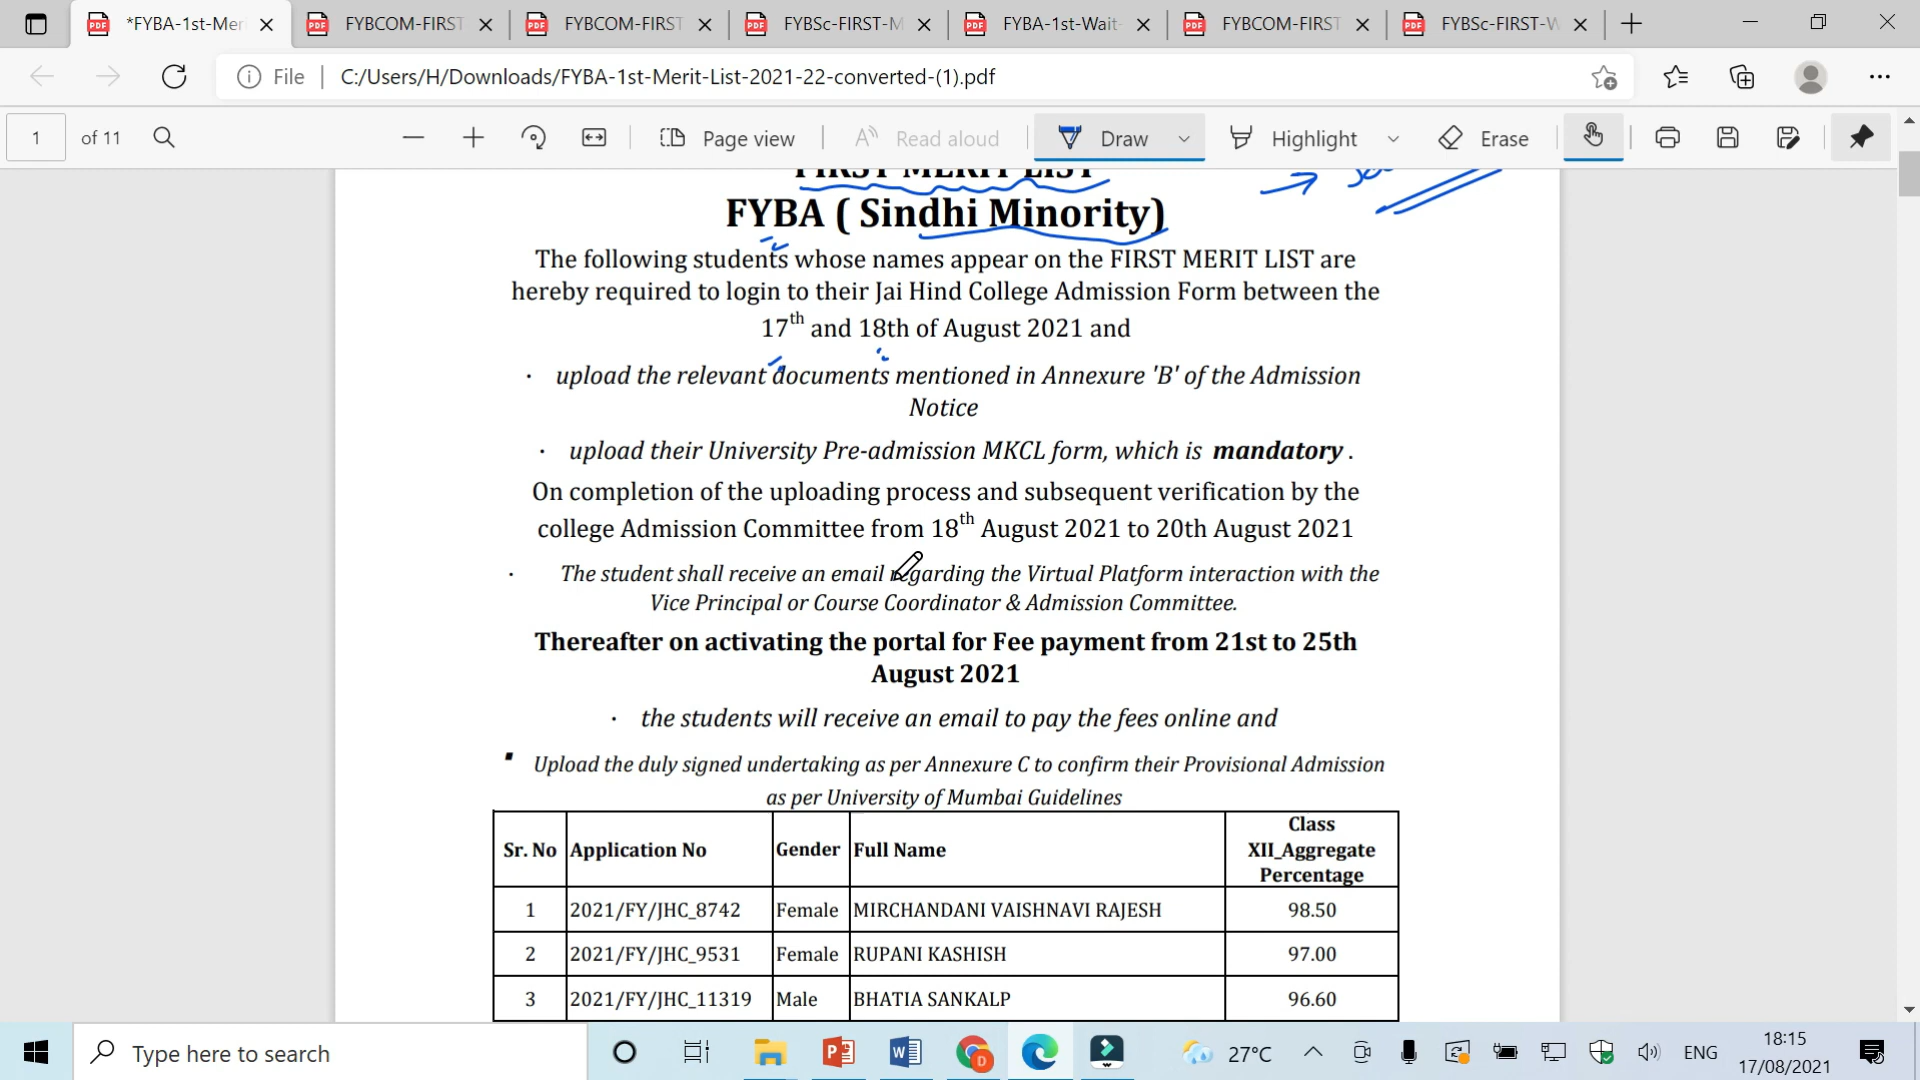 *FYBA-1st-Mer
FYBCOM-FIRST
FYBCOM-FIRST
FYBSc-FIRST-M
FYBA-1st-Wait-
FYBCOM-FIRST
FYBSc-FIRST-W
File
C:/Users/H/Downloads/FYBA-1st-Merit-List-2021-22-converted-(1).pdf
1 of 11
Page view
Read aloud
Draw
Highlight
Erase
FIRST MERIT LIST
FYBA ( Sindhi Minority)
The following students whose names appear on the FIRST MERIT LIST are
hereby required to login to their Jai Hind College Admission Form between the
17th and 18th of August 2021 and
· upload the relevant documents mentioned in Annexure 'B' of the Admission
Notice
· upload their University Pre-admission MKCL form, which is mandatory .
On completion of the uploading process and subsequent verification by the
college Admission Committee from 18th August 2021 to 20th August 2021
· The student shall receive an email regarding the Virtual Platform interaction with the
Vice Principal or Course Coordinator & Admission Committee.
Thereafter on activating the portal for Fee payment from 21st to 25th
August 2021
· the students will receive an email to pay the fees online and
▪ Upload the duly signed undertaking as per Annexure C to confirm their Provisional Admission
as per University of Mumbai Guidelines
Sr. No Application No Gender Full Name Class XII_Aggregate Percentage
1 2021/FY/JHC_8742 Female MIRCHANDANI VAISHNAVI RAJESH 98.50
2 2021/FY/JHC_9531 Female RUPANI KASHISH 97.00
3 2021/FY/JHC_11319 Male BHATIA SANKALP 96.60
Type here to search
27°C
ENG
18:15
17/08/2021